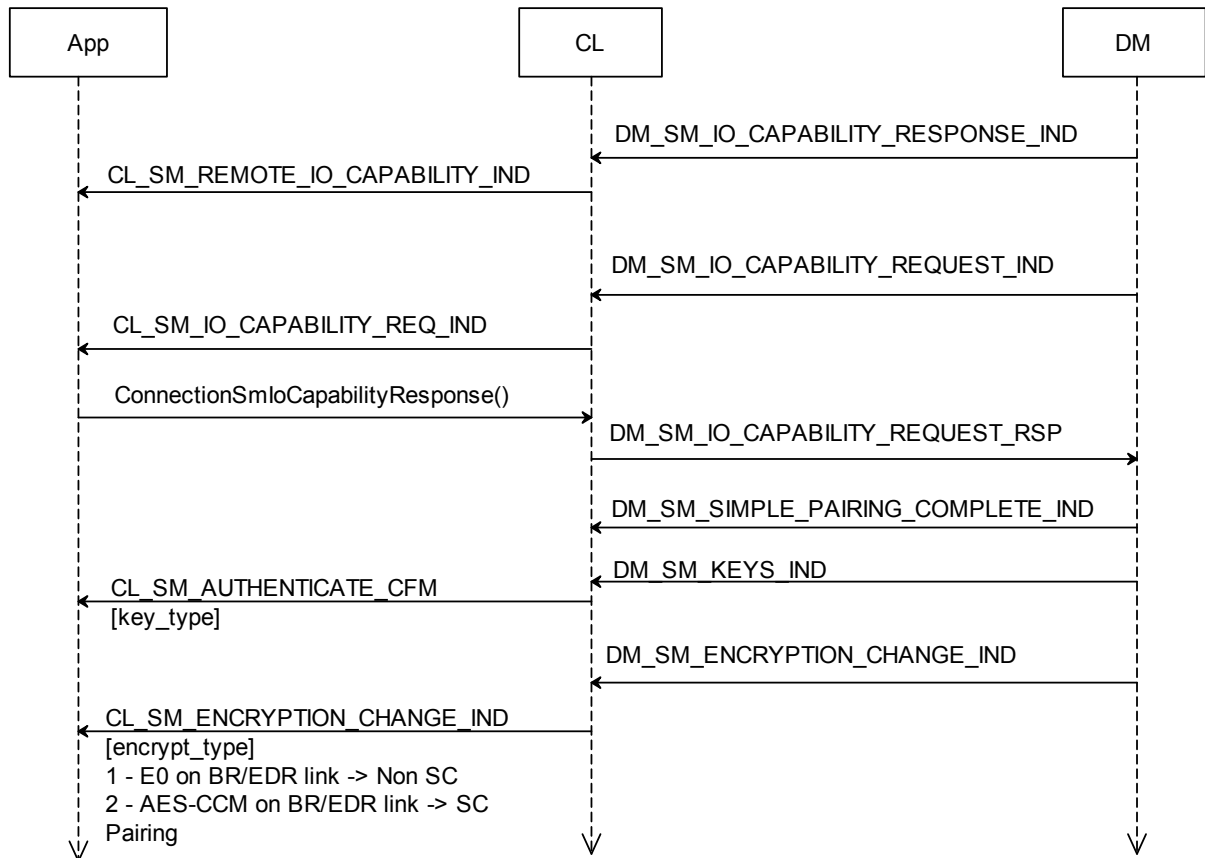 App
CL
DM
DM_SM_IO_CAPABILITY_RESPONSE_IND
CL_SM_REMOTE_IO_CAPABILITY_IND
DM_SM_IO_CAPABILITY_REQUEST_IND
CL_SM_IO_CAPABILITY_REQ_IND
ConnectionSmIoCapabilityResponse()
DM_SM_IO_CAPABILITY_REQUEST_RSP
DM_SM_SIMPLE_PAIRING_COMPLETE_IND
DM_SM_KEYS_IND
CL_SM_AUTHENTICATE_CFM
[key_type]
DM_SM_ENCRYPTION_CHANGE_IND
CL_SM_ENCRYPTION_CHANGE_IND
[encrypt_type]
1 - E0 on BR/EDR link -> Non SC
2 - AES-CCM on BR/EDR link -> SC
Pairing